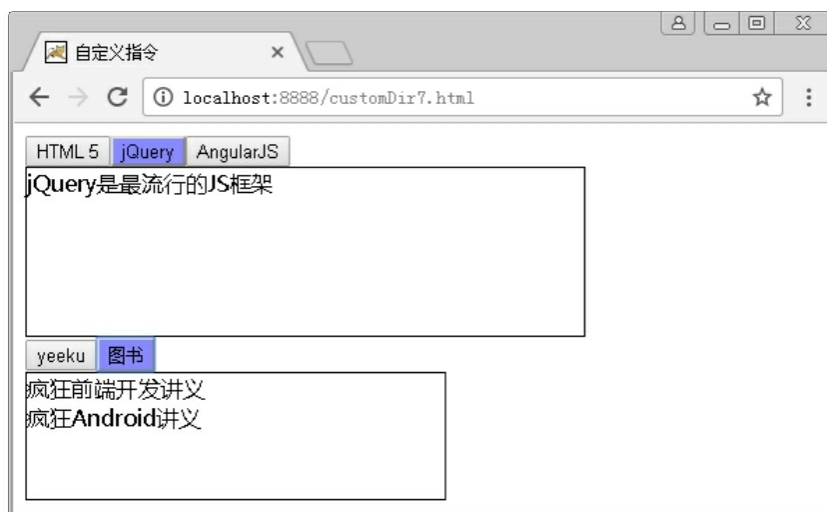 自定义指令
localhost:8888/customDir7.html
HTML 5 jQuery AngularJS
jQuery是最流行的JS框架
yeeku 图书
疯狂前端开发讲义
疯狂Android讲义